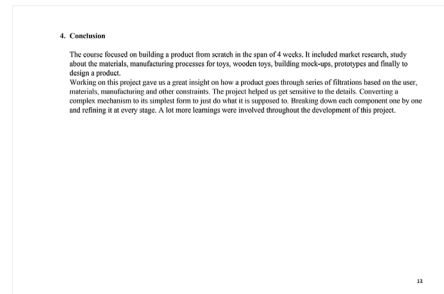 4. Conclusion
The course focused on building a product from scratch in the span of 4 weeks. It included market research, study
about the materials, manufacturing processes for toys, wooden toys, building mock-ups, prototypes and finally to
design a product.
Working on this project gave us a great insight on how a product goes through series of filtrations based on the user,
materials, manufacturing and other constraints. The project helped us get sensitive to the details. Converting a
complex mechanism to its simplest form to just do what it is supposed to. Breaking down each component one by one
and refining it at every stage. A lot more learnings were involved throughout the development of this project.